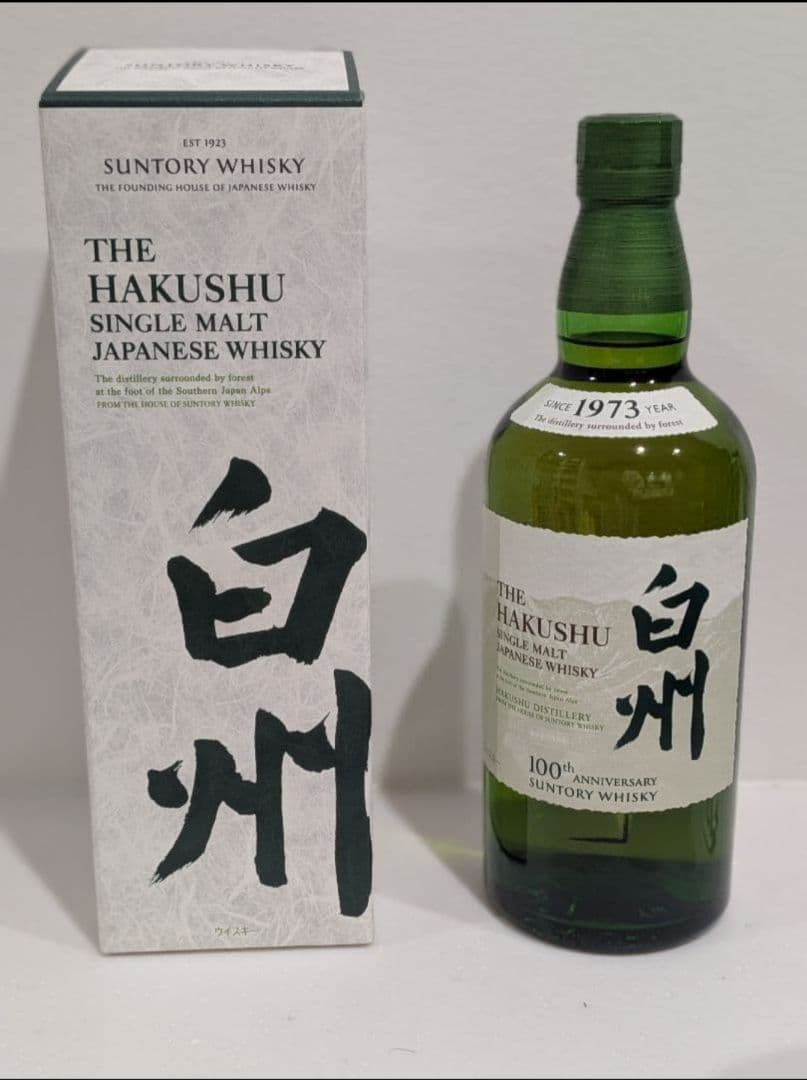 EST 1923
SUNTORY WHISKY
THE FOUNDING HOUSE OF JAPANESE WHISKY
THE
HAKUSHU
SINGLE MALT
JAPANESE WHISKY
The distillery surrounded by forest
at the foot of the Southern Japan Alps
FROM THE HOUSE OF SUNTORY WHISKY
白州
ウイスキー
SINCE 1973 YEAR
The distillery surrounded by forest
THE
HAKUSHU
SINGLE MALT
JAPANESE WHISKY
白州
HAKUSHU DISTILLERY
FROM THE HOUSE OF SUNTORY WHISKY
100th ANNIVERSARY
SUNTORY WHISKY